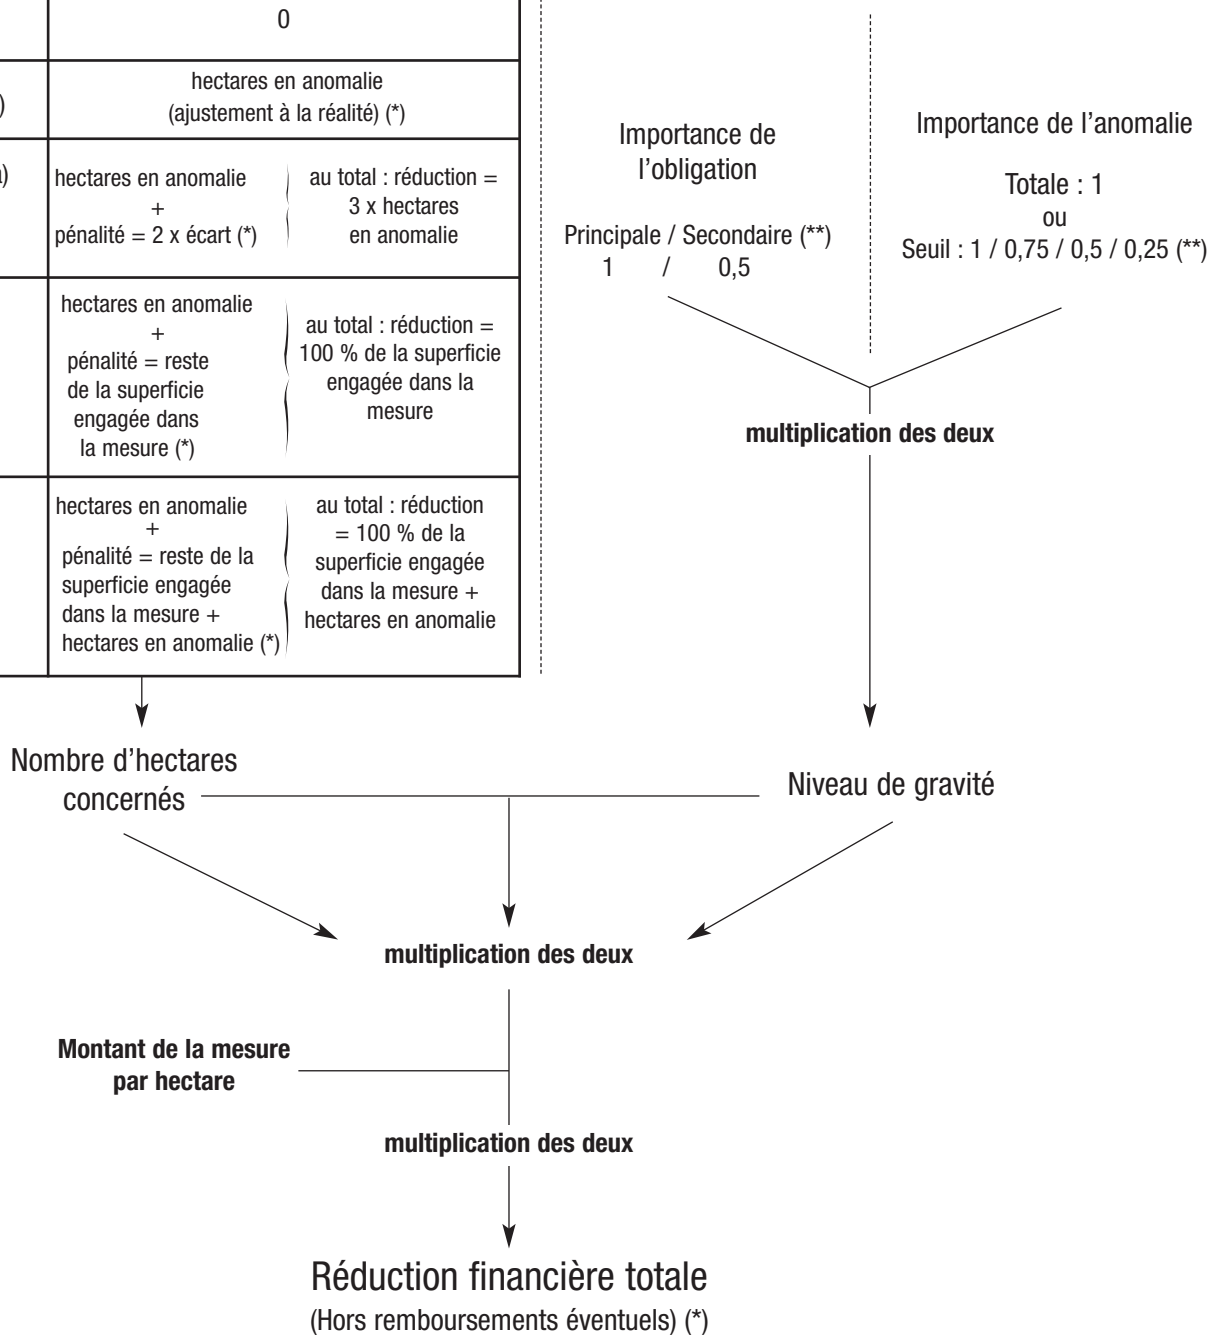 0
)
hectares en anomalie
(ajustement à la réalité) (*)
)
hectares en anomalie
+
pénalité = 2 x écart (*)
au total : réduction =
3 x hectares
en anomalie
hectares en anomalie
+
pénalité = reste
de la superficie
engagée dans
la mesure (*)
au total : réduction =
100 % de la superficie
engagée dans la
mesure
hectares en anomalie
+
pénalité = reste de la
superficie engagée
dans la mesure +
hectares en anomalie (*)
au total : réduction
= 100 % de la
superficie engagée
dans la mesure +
hectares en anomalie
Importance de
l'obligation
Principale / Secondaire (**)
1 / 0,5
Importance de l'anomalie
Totale : 1
ou
Seuil : 1 / 0,75 / 0,5 / 0,25 (**)
multiplication des deux
Nombre d'hectares
concernés
Niveau de gravité
multiplication des deux
Montant de la mesure
par hectare
multiplication des deux
Réduction financière totale
(Hors remboursements éventuels) (*)